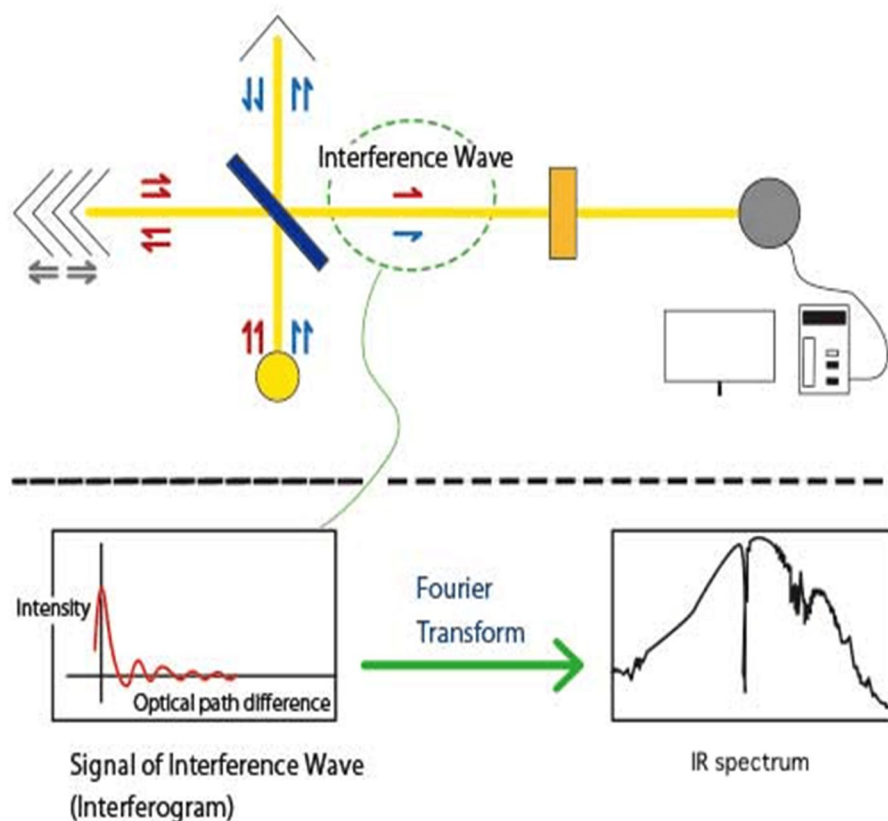 Interference Wave
Intensity
Optical path difference
Fourier
Transform
Signal of Interference Wave
(Interferogram)
IR spectrum